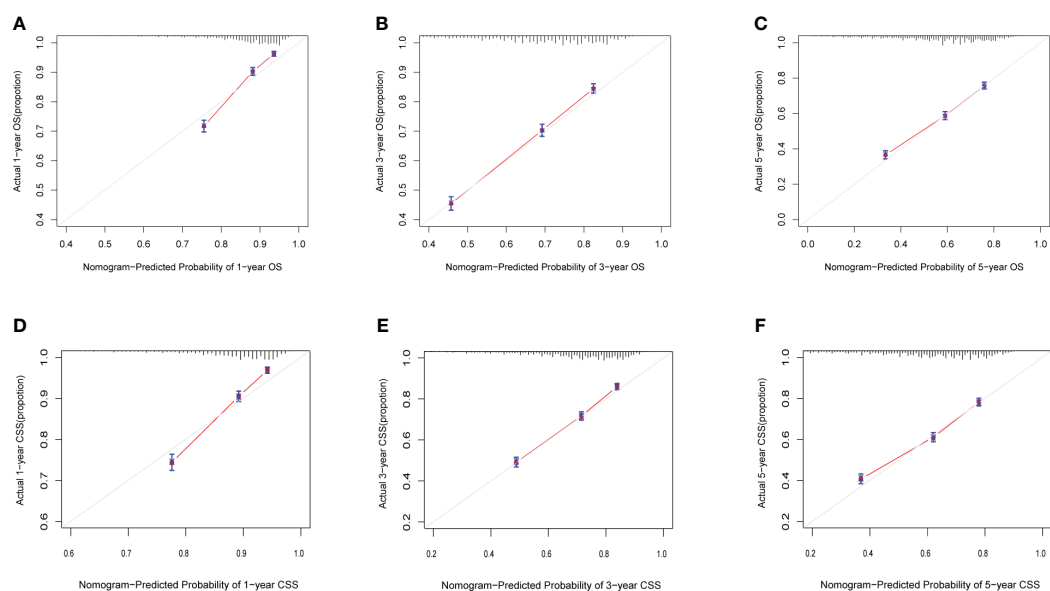 A
Actual 1−year OS(propotion)
1.0
0.9
0.8
0.7
0.6
0.5
0.4
0.4 0.5 0.6 0.7 0.8 0.9 1.0
Nomogram−Predicted Probability of 1−year OS
B
Actual 3−year OS(propotion)
1.0
0.9
0.8
0.7
0.6
0.5
0.4
0.4 0.5 0.6 0.7 0.8 0.9 1.0
Nomogram−Predicted Probability of 3−year OS
C
Actual 5−year OS(propotion)
1.0
0.8
0.6
0.4
0.2
0.0
0.0 0.2 0.4 0.6 0.8 1.0
Nomogram−Predicted Probability of 5−year OS
D
Actual 1−year CSS(propotion)
1.0
0.9
0.8
0.7
0.6
0.6 0.7 0.8 0.9 1.0
Nomogram−Predicted Probability of 1−year CSS
E
Actual 3−year CSS(propotion)
1.0
0.8
0.6
0.4
0.2
0.2 0.4 0.6 0.8 1.0
Nomogram−Predicted Probability of 3−year CSS
F
Actual 5−year CSS(propotion)
1.0
0.8
0.6
0.4
0.2
0.2 0.4 0.6 0.8 1.0
Nomogram−Predicted Probability of 5−year CSS